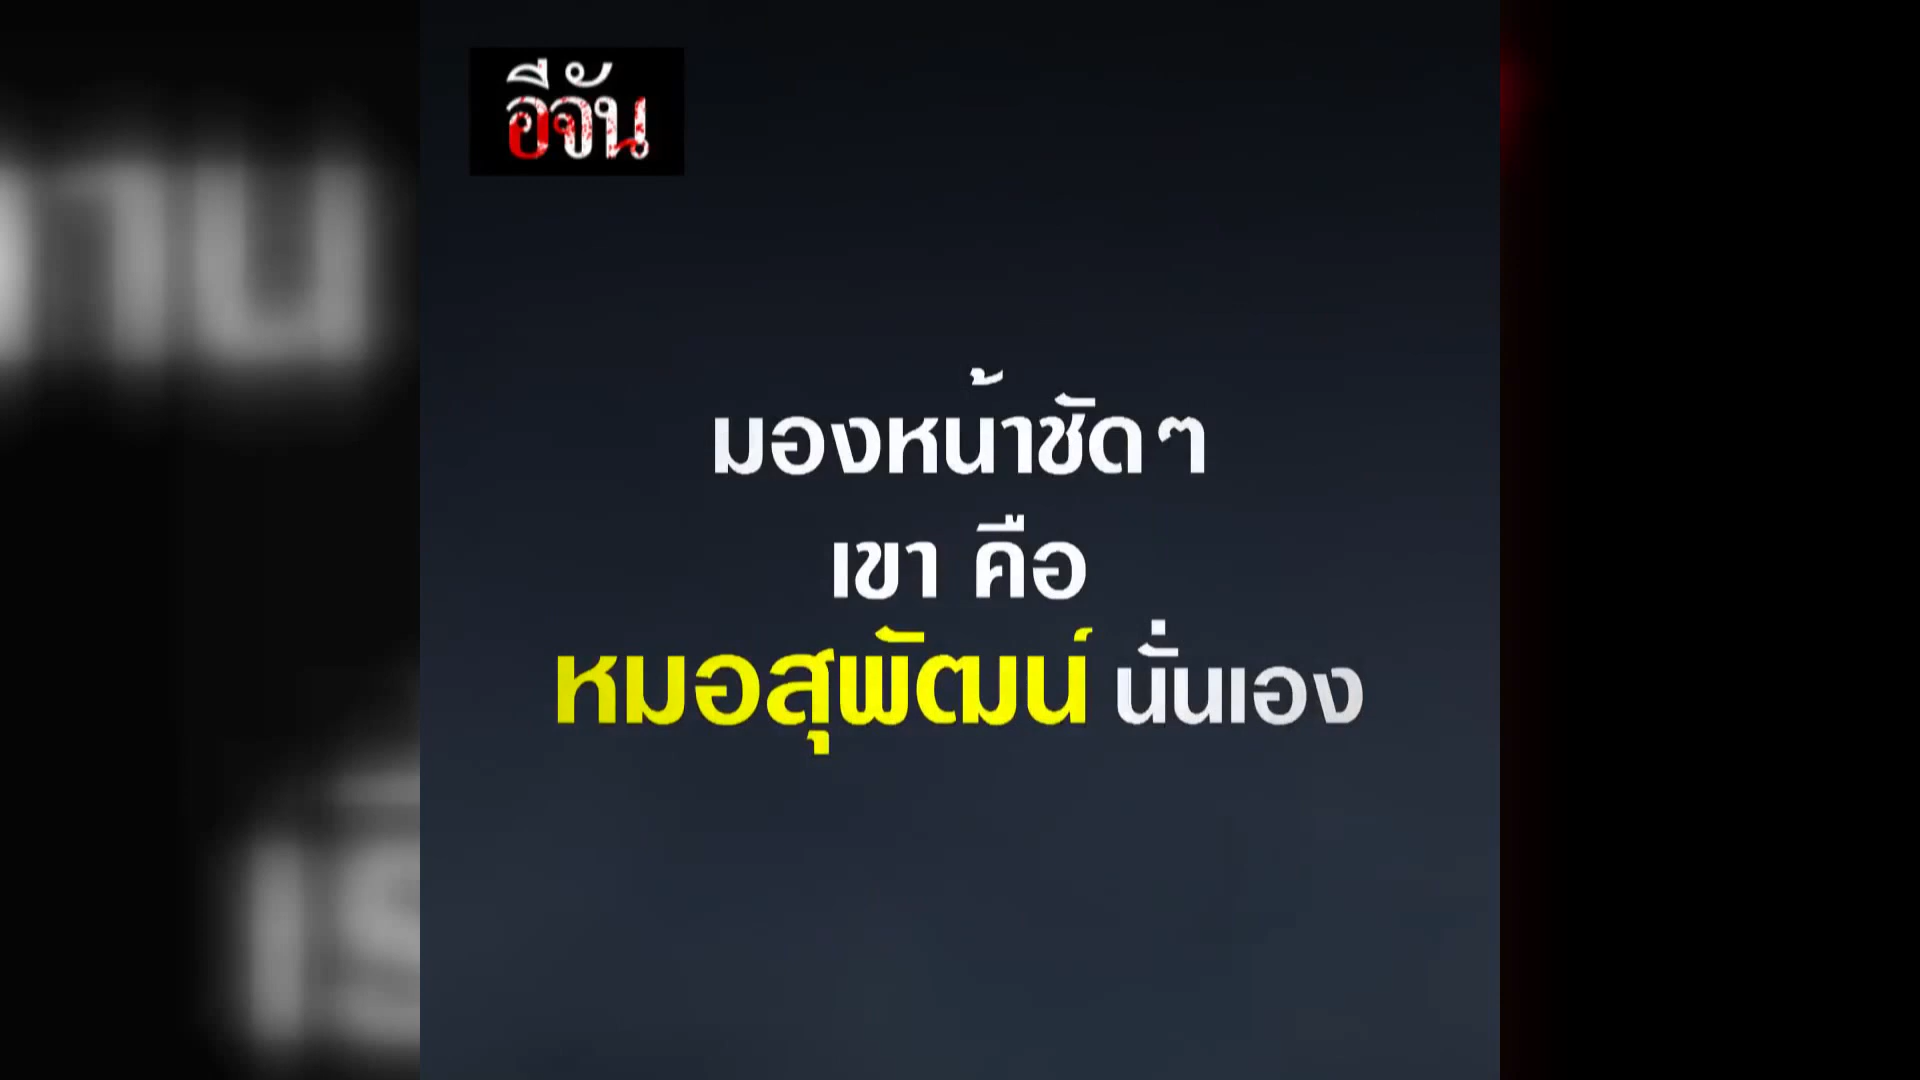 อีจัน
มองหน้าชัดๆ
เขา คือ
หมอสุพัฒน์ นั่นเอง